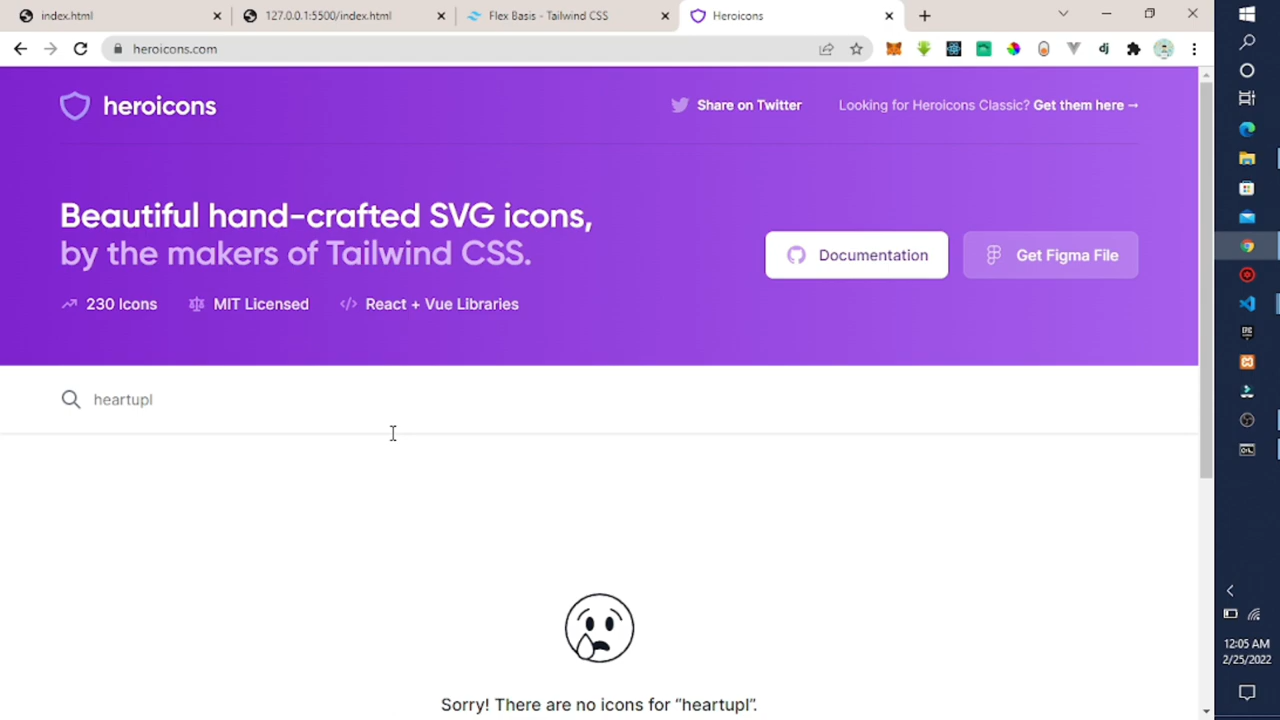 index.html
127.0.0.1:5500/index.html
Flex Basis - Tailwind CSS
Heroicons
heroicons.com
heroicons
Share on Twitter
Looking for Heroicons Classic? Get them here →
Beautiful hand-crafted SVG icons,
by the makers of Tailwind CSS.
Documentation
Get Figma File
230 Icons
MIT Licensed
React + Vue Libraries
heartupl
Sorry! There are no icons for “heartupl”.
dj
EPIC
12:05 AM
2/25/2022